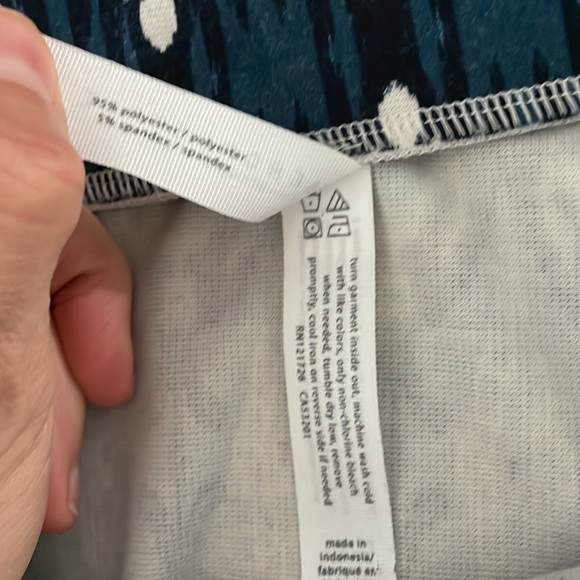 95% polyester / polyester
5% spandex / spandex
turn garment inside out, machine wash cold
with like colors, only non-chlorine bleach
when needed, tumble dry low, remove
promptly, cool iron on reverse side if needed
RN121726 CA53201
made in
indonesia/
fabriqué en